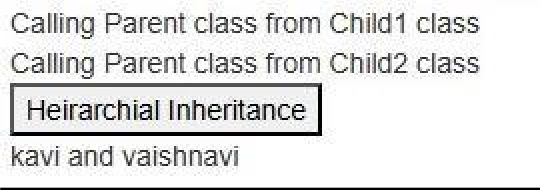 Calling Parent class from Child1 class
Calling Parent class from Child2 class
Heirarchial Inheritance
kavi and vaishnavi